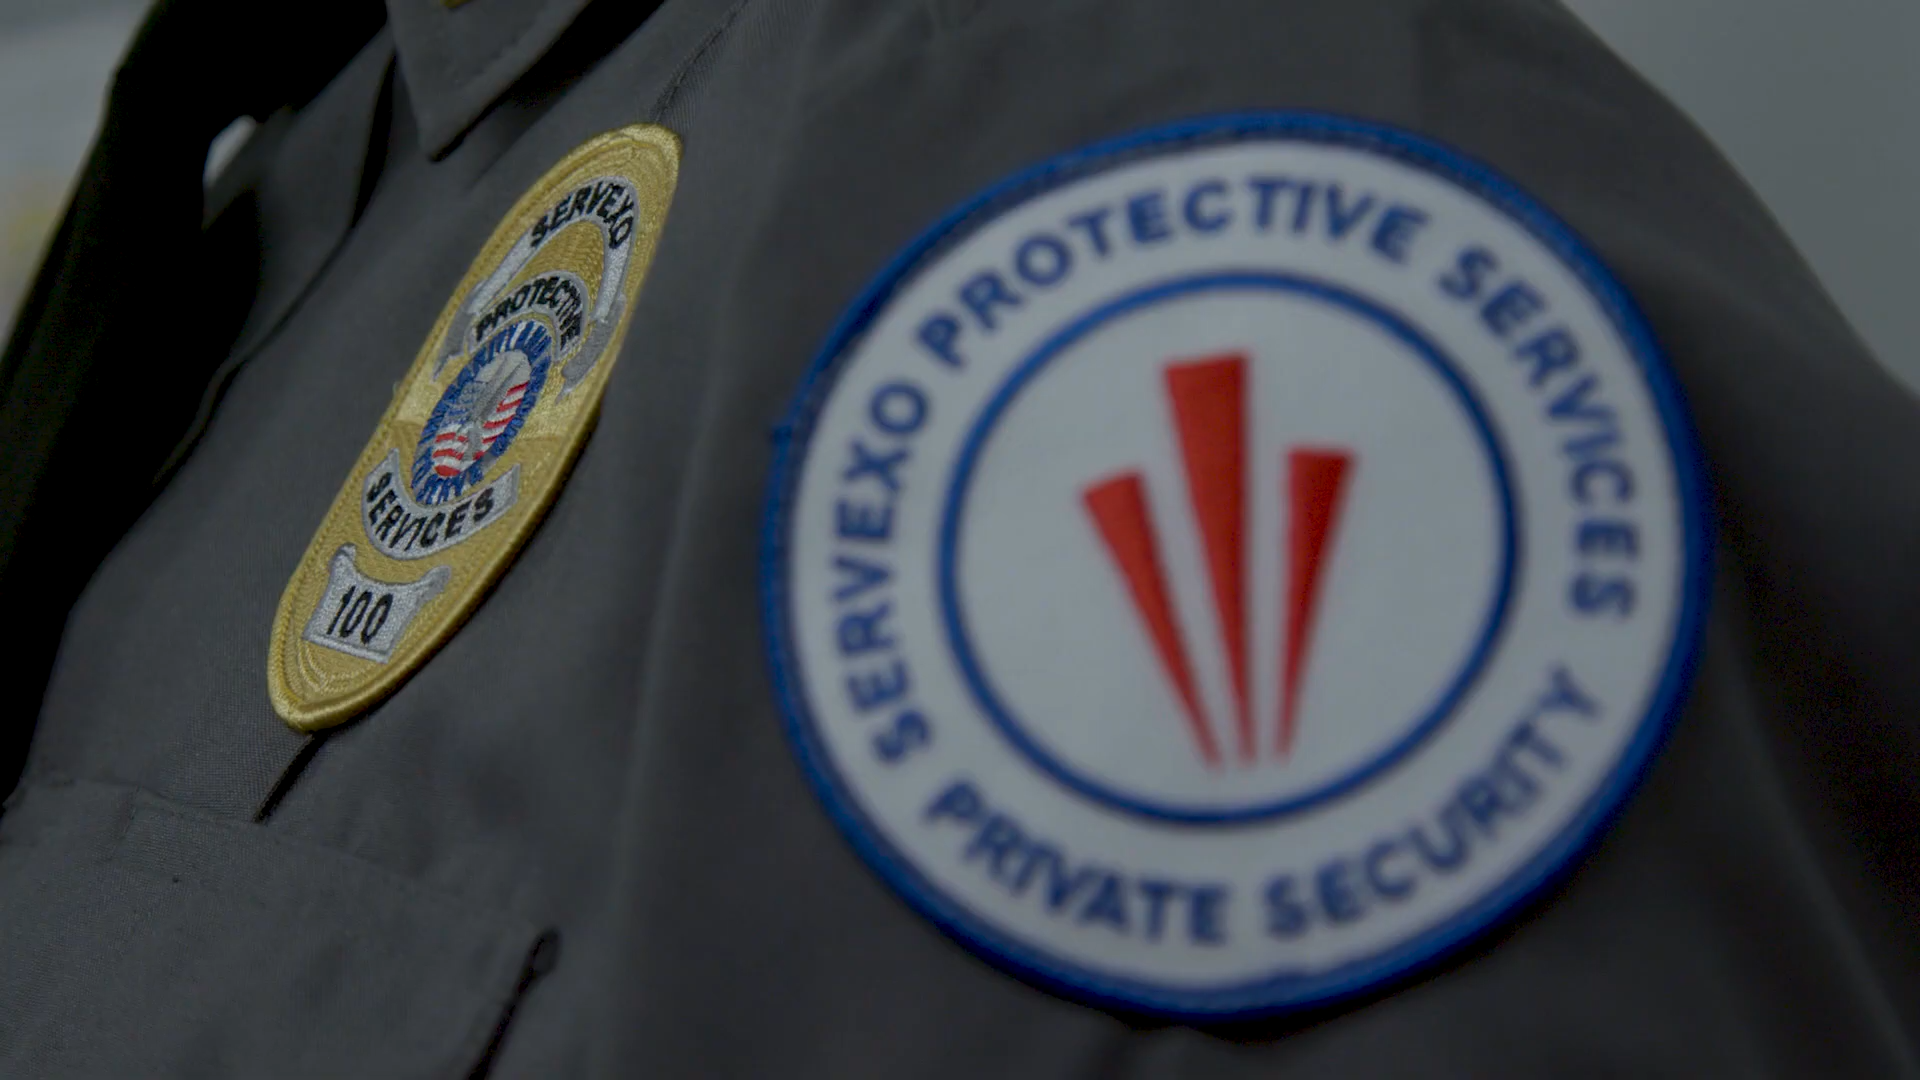 SERVEXO
PROTECTIVE
SERVICES
100
SERVEXO PROTECTIVE SERVICES
PRIVATE SECURITY